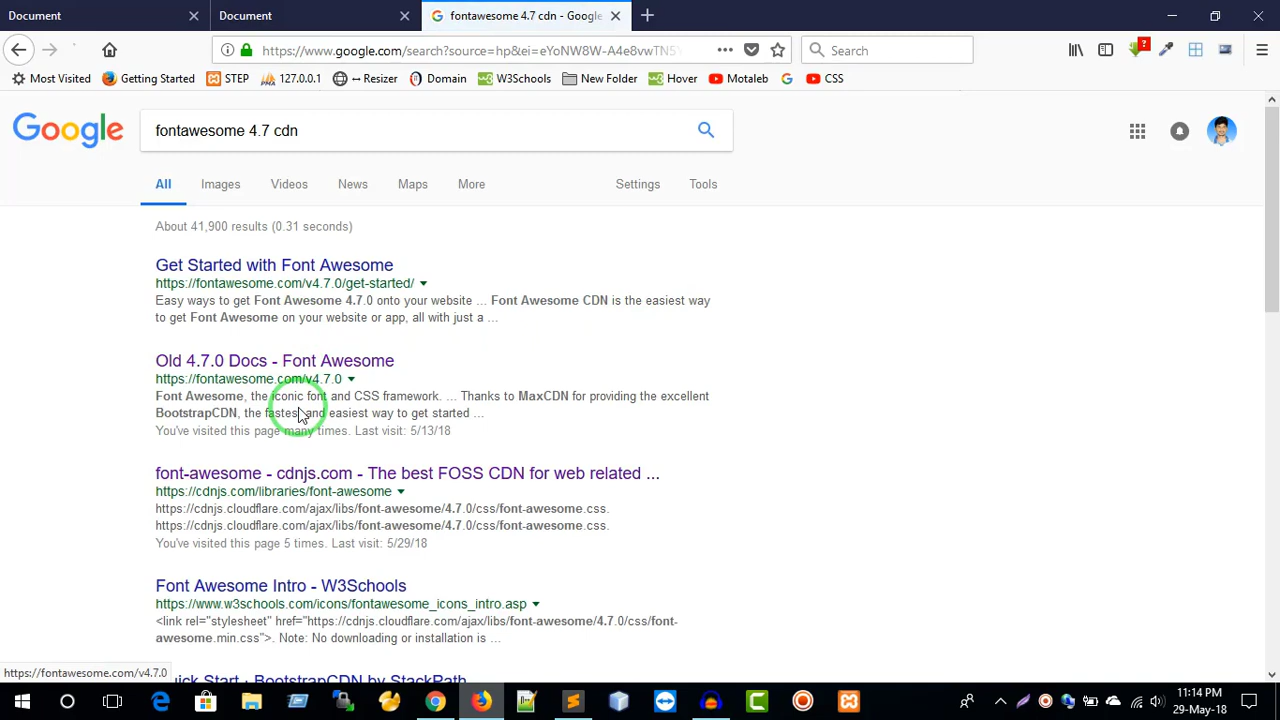 Document
Document
fontawesome 4.7 cdn - Google
https://www.google.com/search?source=hp&ei=eYoNW8W-A4e8vwTN5Y
Search
?
Most Visited
Getting Started
STEP
127.0.0.1
↔ Resizer
Domain
W3Schools
New Folder
Hover
Motaleb
CSS
Google
fontawesome 4.7 cdn
All
Images
Videos
News
Maps
More
Settings
Tools
About 41,900 results (0.31 seconds)
Get Started with Font Awesome
https://fontawesome.com/v4.7.0/get-started/
Easy ways to get Font Awesome 4.7.0 onto your website ... Font Awesome CDN is the easiest way
to get Font Awesome on your website or app, all with just a ...
Old 4.7.0 Docs - Font Awesome
https://fontawesome.com/v4.7.0
Font Awesome, the iconic font and CSS framework. ... Thanks to MaxCDN for providing the excellent
BootstrapCDN, the fastest and easiest way to get started ...
You've visited this page many times. Last visit: 5/13/18
font-awesome - cdnjs.com - The best FOSS CDN for web related ...
https://cdnjs.com/libraries/font-awesome
https://cdnjs.cloudflare.com/ajax/libs/font-awesome/4.7.0/css/font-awesome.css.
https://cdnjs.cloudflare.com/ajax/libs/font-awesome/4.7.0/css/font-awesome.css.
You've visited this page 5 times. Last visit: 5/29/18
Font Awesome Intro - W3Schools
https://www.w3schools.com/icons/fontawesome_icons_intro.asp
<link rel="stylesheet" href="https://cdnjs.cloudflare.com/ajax/libs/font-awesome/4.7.0/css/font-
awesome.min.css">. Note: No downloading or installation is ...
Quick Start · BootstrapCDN by StackPath
https://fontawesome.com/v4.7.0
11:14 PM
29-May-18